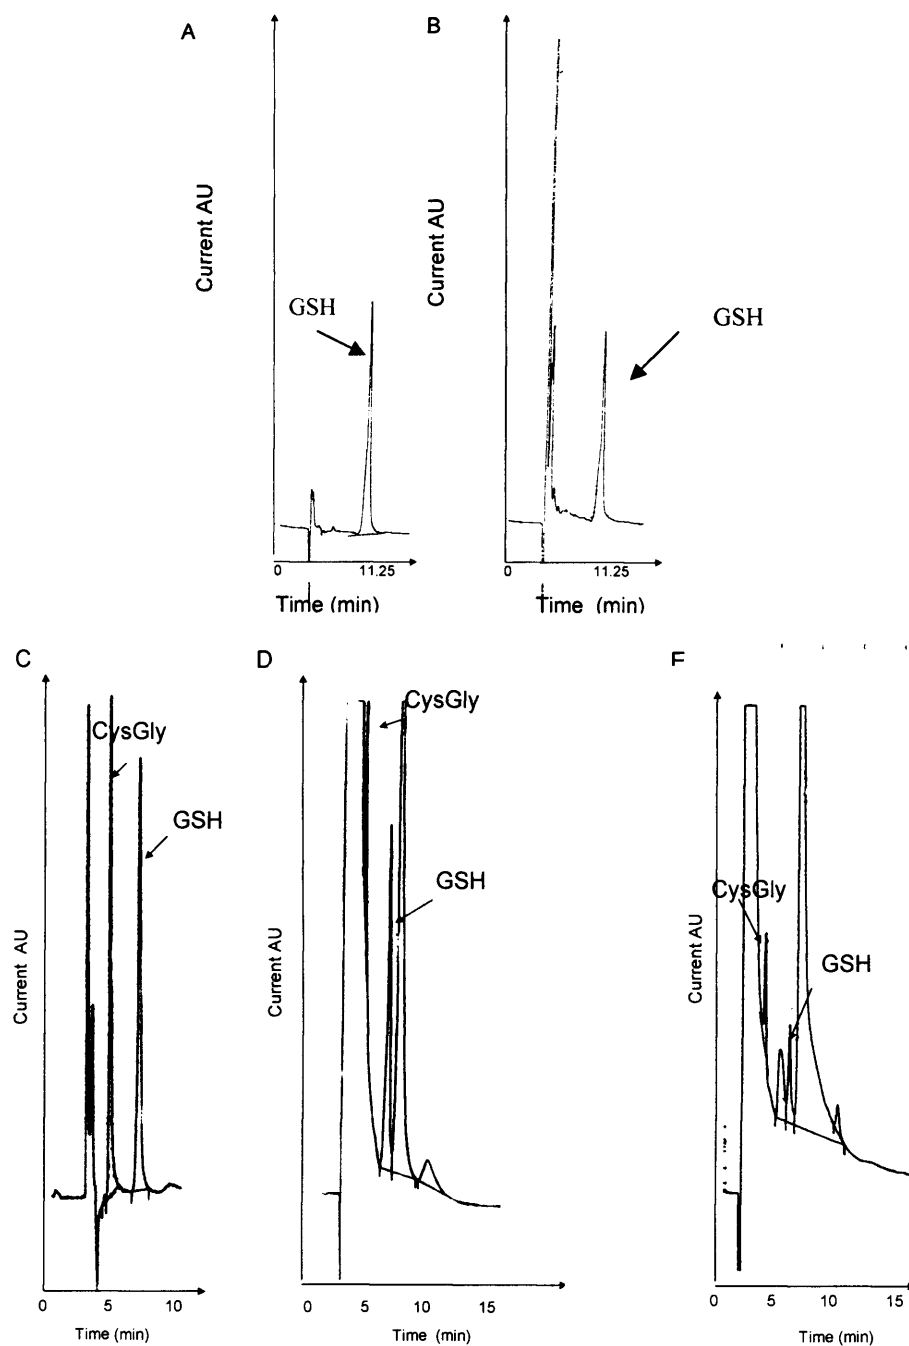 A
B
Current AU
Current AU
GSH
GSH
0
11.25
0
11.25
Time (min)
Time (min)
C
D
CysGly
CysGly
GSH
GSH
CysGly
GSH
Current AU
Current AU
Current AU
0
5
10
0
5
10
15
0
5
10
15
Time (min)
Time (min)
Time (min)